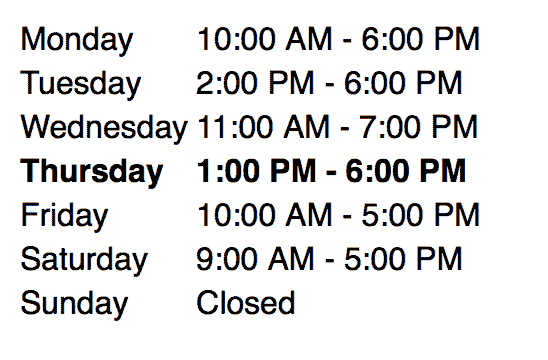 Monday 10:00 AM - 6:00 PM
Tuesday 2:00 PM - 6:00 PM
Wednesday 11:00 AM - 7:00 PM
Thursday 1:00 PM - 6:00 PM
Friday 10:00 AM - 5:00 PM
Saturday 9:00 AM - 5:00 PM
Sunday Closed